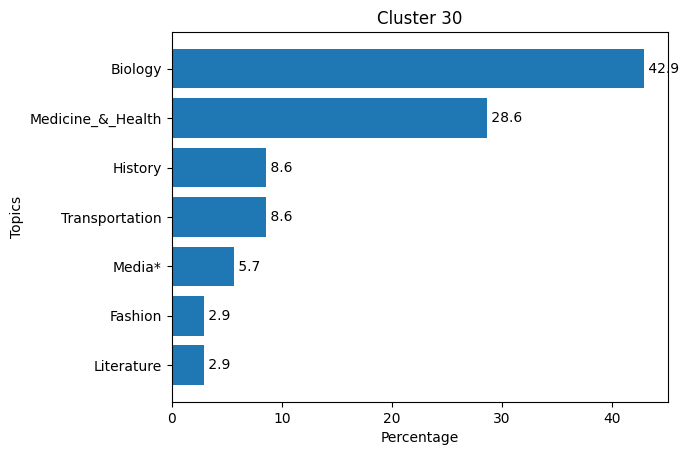 Cluster 30
Topics
Biology 42.9
Medicine_&_Health 28.6
History 8.6
Transportation 8.6
Media* 5.7
Fashion 2.9
Literature 2.9
0 10 20 30 40
Percentage